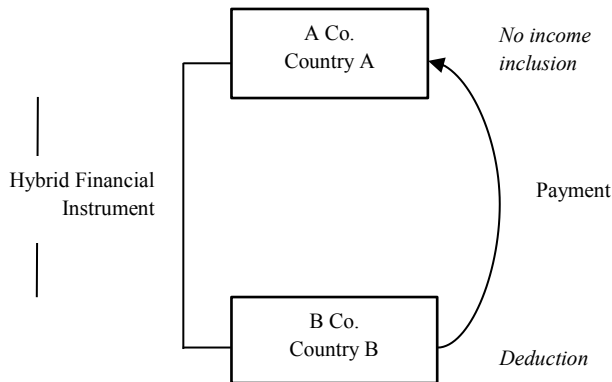 A Co.
Country A
No income
inclusion
Hybrid Financial
Instrument
Payment
B Co.
Country B
Deduction